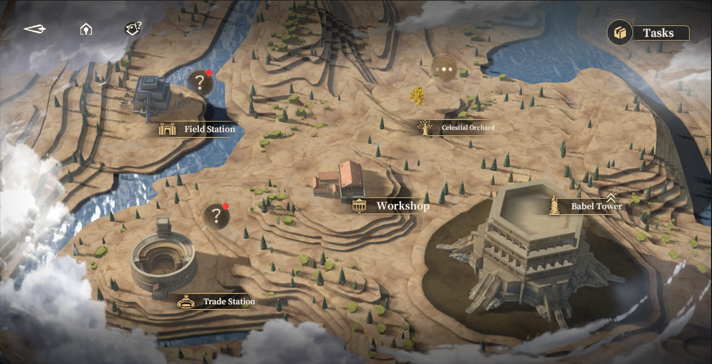 ?
Tasks
?
...
Field Station
Celestial Orchard
?
Workshop
Babel Tower
Trade Station